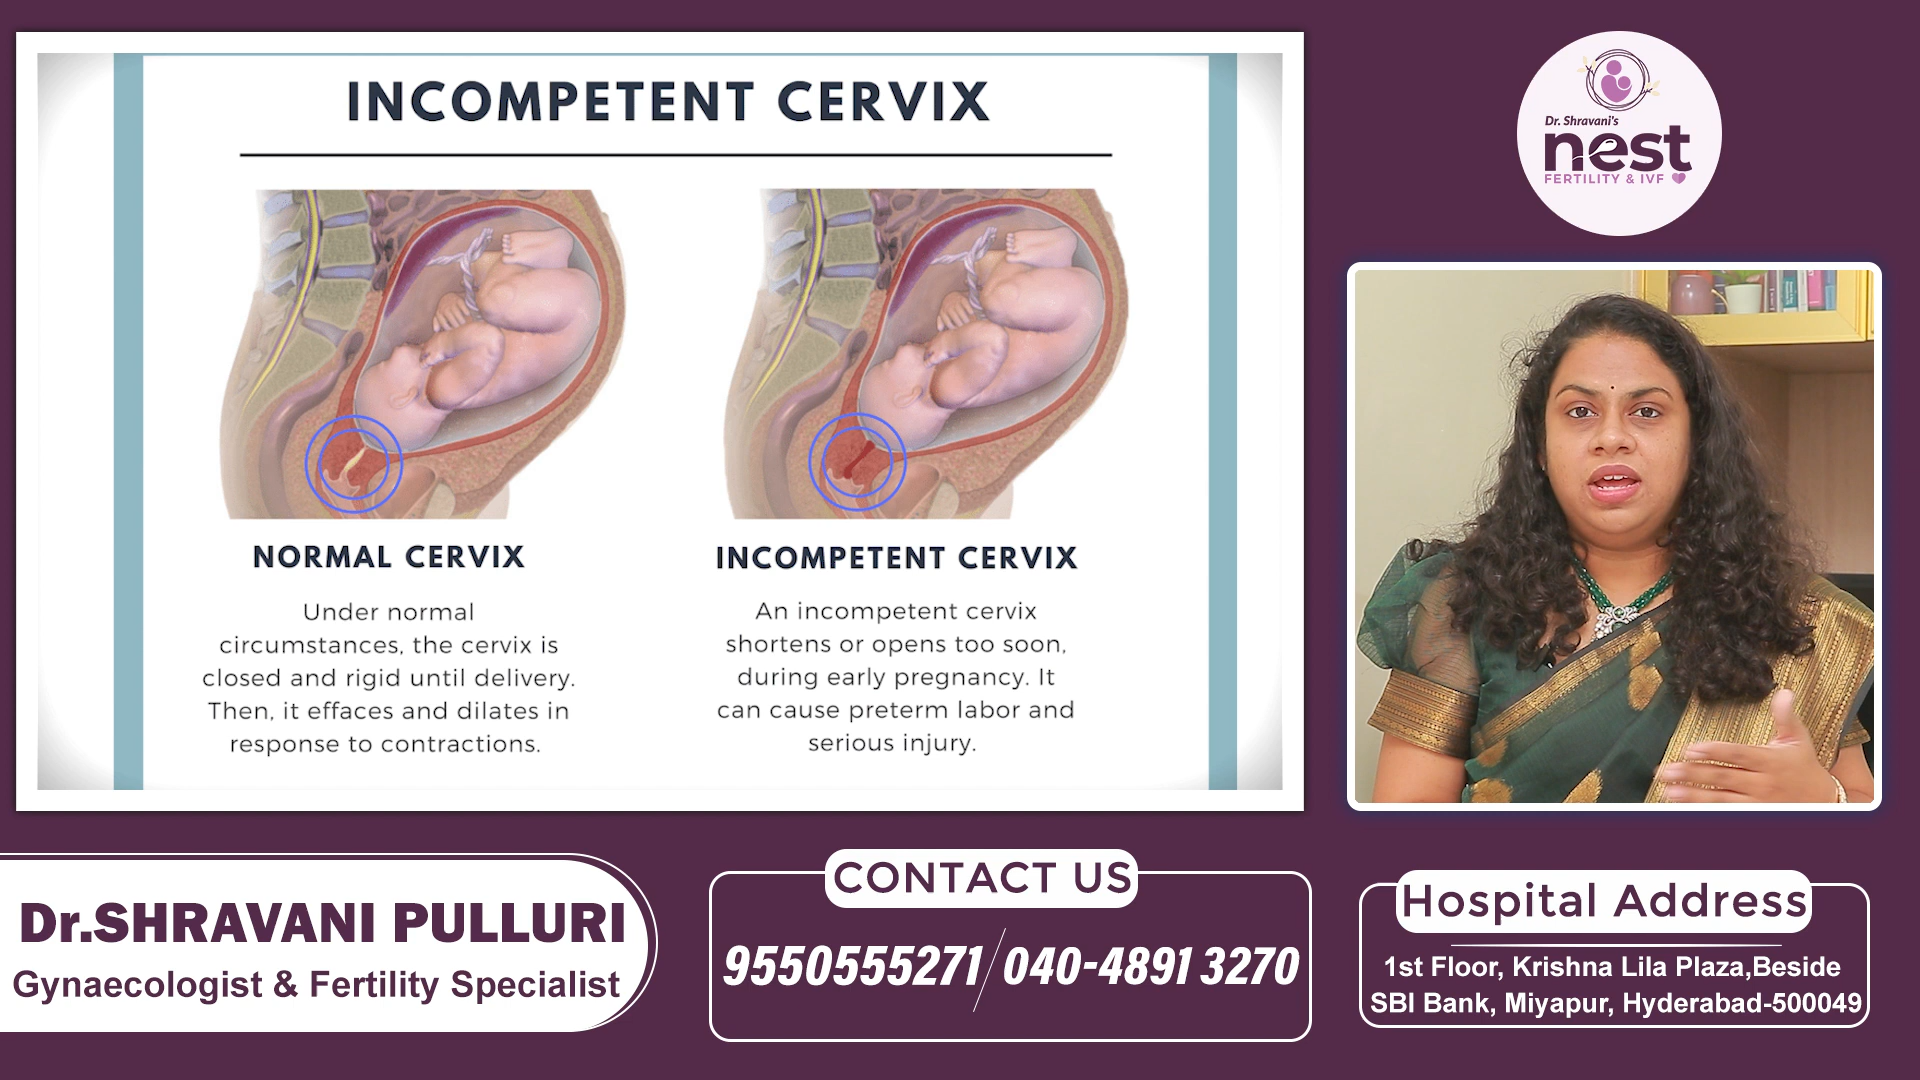 INCOMPETENT CERVIX
NORMAL CERVIX
Under normal
circumstances, the cervix is
closed and rigid until delivery.
Then, it effaces and dilates in
response to contractions.
INCOMPETENT CERVIX
An incompetent cervix
shortens or opens too soon,
during early pregnancy. It
can cause preterm labor and
serious injury.
Dr. Shravani's
nest
FERTILITY & IVF
Dr.SHRAVANI PULLURI
Gynaecologist & Fertility Specialist
CONTACT US
9550555271/040-4891 3270
Hospital Address
1st Floor, Krishna Lila Plaza,Beside
SBI Bank, Miyapur, Hyderabad-500049